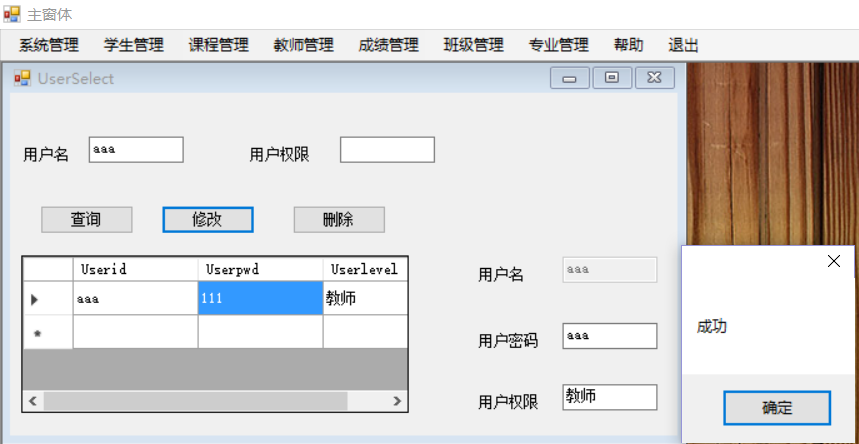 主窗体
系统管理 学生管理 课程管理 教师管理 成绩管理 班级管理 专业管理 帮助 退出
UserSelect
用户名 aaa 用户权限
查询 修改 删除
Userid Userpwd Userlevel
aaa 111 教师
用户名 aaa
用户密码 aaa
用户权限 教师
成功
确定